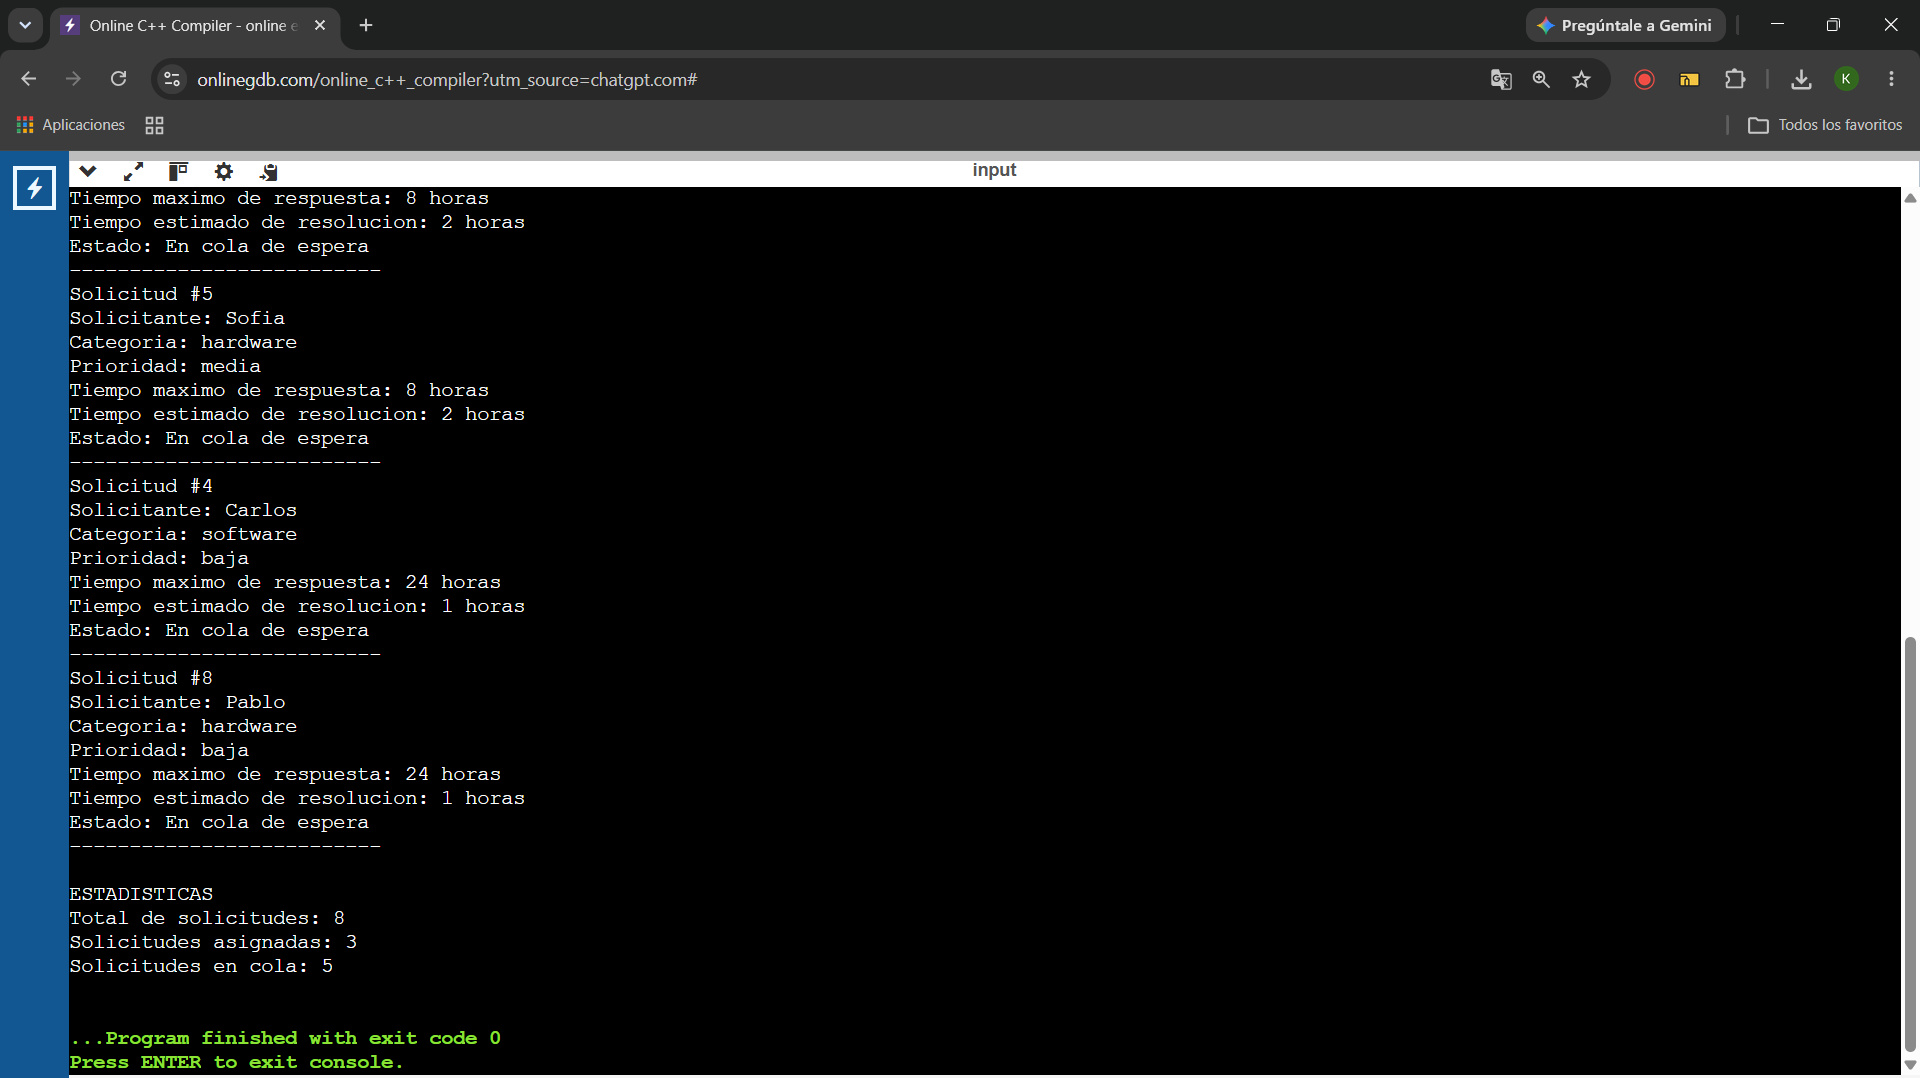 Online C++ Compiler - online e
Pregúntale a Gemini
onlinegdb.com/online_c++_compiler?utm_source=chatgpt.com#
K
Aplicaciones
Todos los favoritos
input
Tiempo maximo de respuesta: 8 horas
Tiempo estimado de resolucion: 2 horas
Estado: En cola de espera
--------------------------
Solicitud #5
Solicitante: Sofia
Categoria: hardware
Prioridad: media
Tiempo maximo de respuesta: 8 horas
Tiempo estimado de resolucion: 2 horas
Estado: En cola de espera
--------------------------
Solicitud #4
Solicitante: Carlos
Categoria: software
Prioridad: baja
Tiempo maximo de respuesta: 24 horas
Tiempo estimado de resolucion: 1 horas
Estado: En cola de espera
--------------------------
Solicitud #8
Solicitante: Pablo
Categoria: hardware
Prioridad: baja
Tiempo maximo de respuesta: 24 horas
Tiempo estimado de resolucion: 1 horas
Estado: En cola de espera
--------------------------
ESTADISTICAS
Total de solicitudes: 8
Solicitudes asignadas: 3
Solicitudes en cola: 5
...Program finished with exit code 0
Press ENTER to exit console.